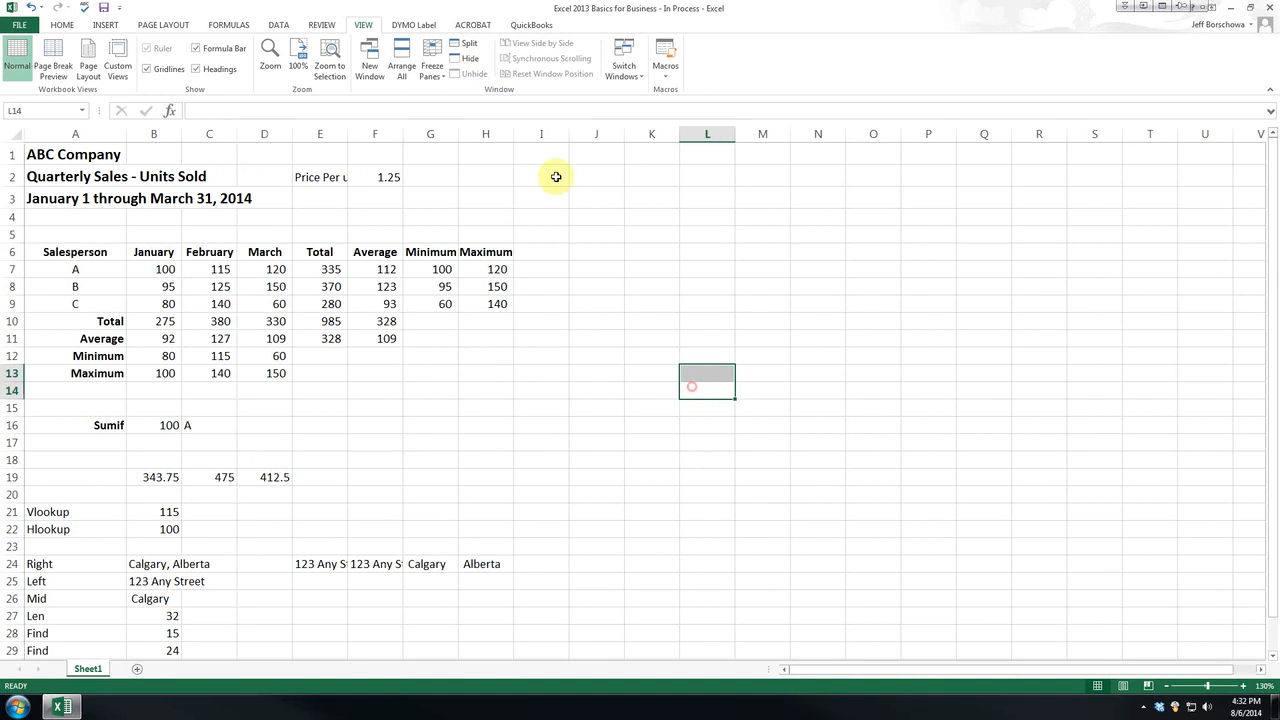 Excel 2013 Basics for Business - In Process - Excel
FILE HOME INSERT PAGE LAYOUT FORMULAS DATA REVIEW VIEW DYMO Label ACROBAT QuickBooks Jeff Borschowa
Normal Page Break Preview Page Layout Custom Views
Ruler Formula Bar
Gridlines Headings
Zoom 100% Zoom to Selection
New Window Arrange All Freeze Panes
Split
Hide
Unhide
View Side by Side
Synchronous Scrolling
Reset Window Position
Switch Windows Macros
Workbook Views Show Zoom Window Macros
L14 fx
A B C D E F G H I J K L M N O P Q R S T U V
1 ABC Company
2 Quarterly Sales - Units Sold Price Per u 1.25
3 January 1 through March 31, 2014
4
5
6 Salesperson January February March Total Average Minimum Maximum
7 A 100 115 120 335 112 100 120
8 B 95 125 150 370 123 95 150
9 C 80 140 60 280 93 60 140
10 Total 275 380 330 985 328
11 Average 92 127 109 328 109
12 Minimum 80 115 60
13 Maximum 100 140 150
14
15
16 Sumif 100 A
17
18
19 343.75 475 412.5
20
21 Vlookup 115
22 Hlookup 100
23
24 Right Calgary, Alberta 123 Any St 123 Any S Calgary Alberta
25 Left 123 Any Street
26 Mid Calgary
27 Len 32
28 Find 15
29 Find 24
Sheet1
READY 130%
4:32 PM
8/6/2014